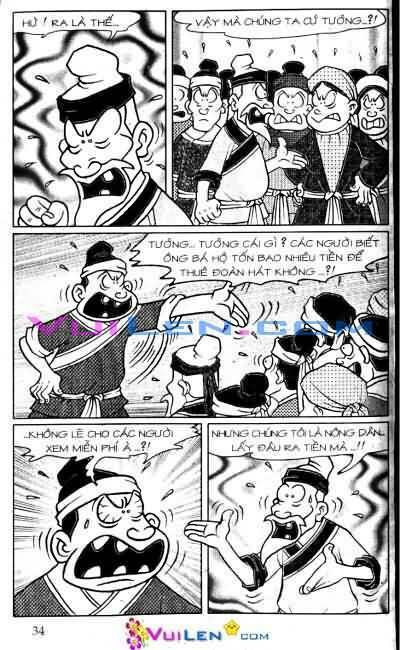 HỪ ! RA LÀ THẾ...
VẬY MÀ CHÚNG TA CỨ TƯỞNG...?!
TƯỞNG... TƯỞNG CÁI GÌ ? CÁC NGƯỜI BIẾT
ÔNG BÁ HỘ TỐN BAO NHIÊU TIỀN ĐỂ
THUÊ ĐOÀN HÁT KHÔNG ...?!
VUILEN.COM
...KHÔNG LẼ CHO CÁC NGƯỜI
XEM MIỄN PHÍ À ...?!
NHƯNG CHÚNG TÔI LÀ NÔNG DÂN...
LẤY ĐÂU RA TIỀN MÀ ...!!
34
VUILEN COM